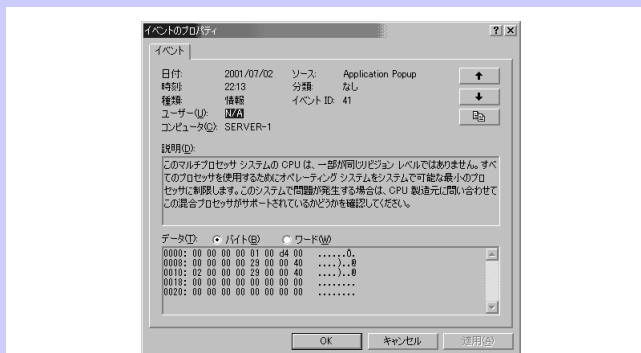 イベントのプロパティ
イベント
日付: 2001/07/02 ソース: Application Popup
時刻: 22:13 分類: なし
種類: 情報 イベント ID: 41
ユーザー(U): N/A
コンピュータ(C): SERVER-1
説明(D):
このマルチプロセッサ システムの CPU は、一部が同じリビジョン レベルではありません。すべ
てのプロセッサを使用するためにオペレーティング システムをシステムで可能な最小のプロ
セッサに制限します。このシステムで問題が発生する場合は、CPU 製造元に問い合わせて
この混合プロセッサがサポートされているかどうかを確認してください。
データ(T): バイト(B) ワード(W)
0000: 00 00 00 00 01 00 d4 00 ......Ô.
0008: 00 00 00 00 29 00 00 40 ....)..@
0010: 02 00 00 00 29 00 00 40 ....)..@
0018: 00 00 00 00 00 00 00 00 ........
0020: 00 00 00 00 00 00 00 00 ........
OK キャンセル 適用(A)